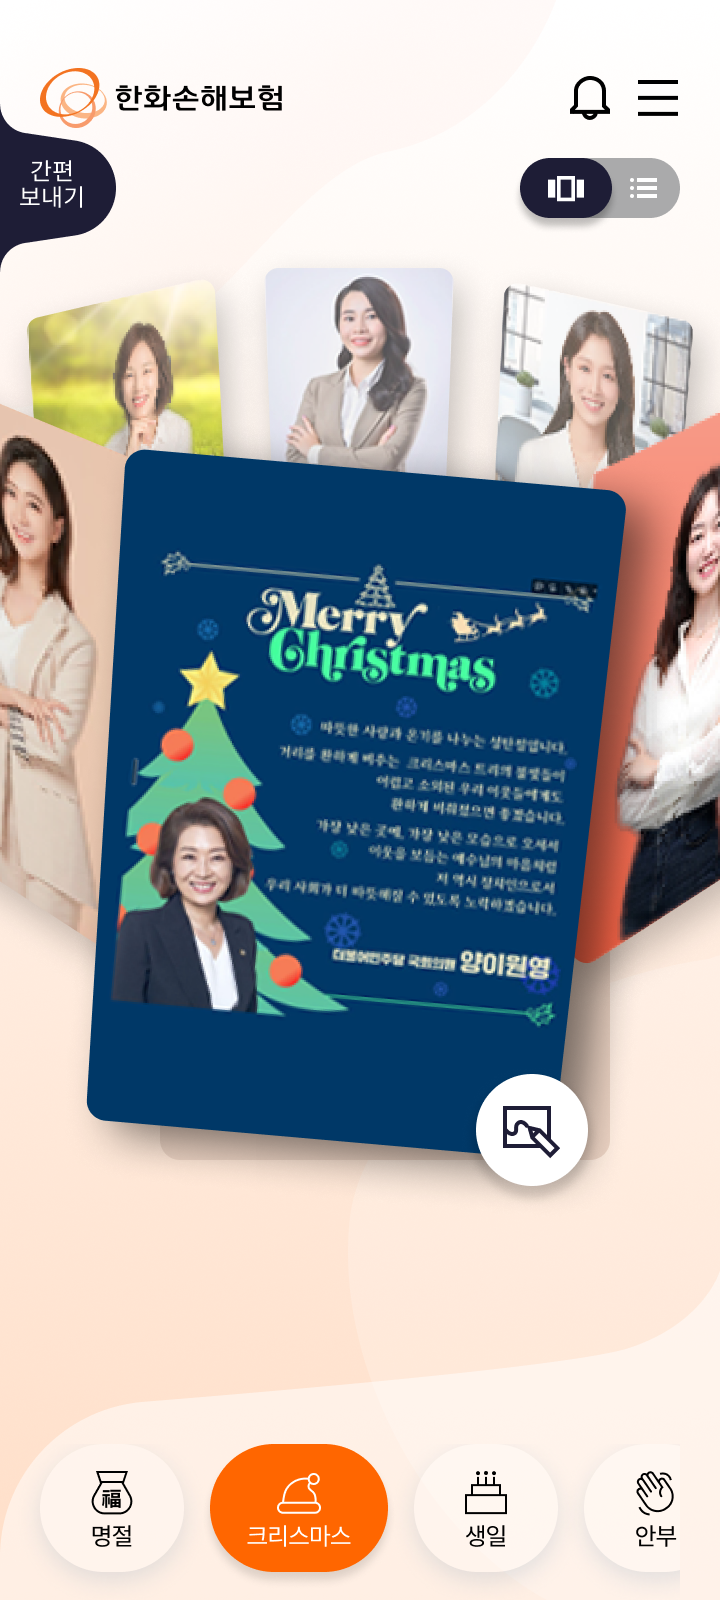 한화손해보험
간편
보내기
Merry
Christmas
따뜻한 사랑과 온기를 나누는 성탄절입니다.
거리를 환하게 비추는 크리스마스 트리의 불빛들이
어렵고 소외된 우리 이웃들에게도
환하게 비춰졌으면 좋겠습니다.
가장 낮은 곳에, 가장 낮은 모습으로 오셔서
이웃을 보듬는 예수님의 마음처럼
저 역시 정치인으로서
우리 사회가 더 따뜻해질 수 있도록 노력하겠습니다.
더불어민주당 국회의원 양이원영
福
명절
크리스마스
생일
안부